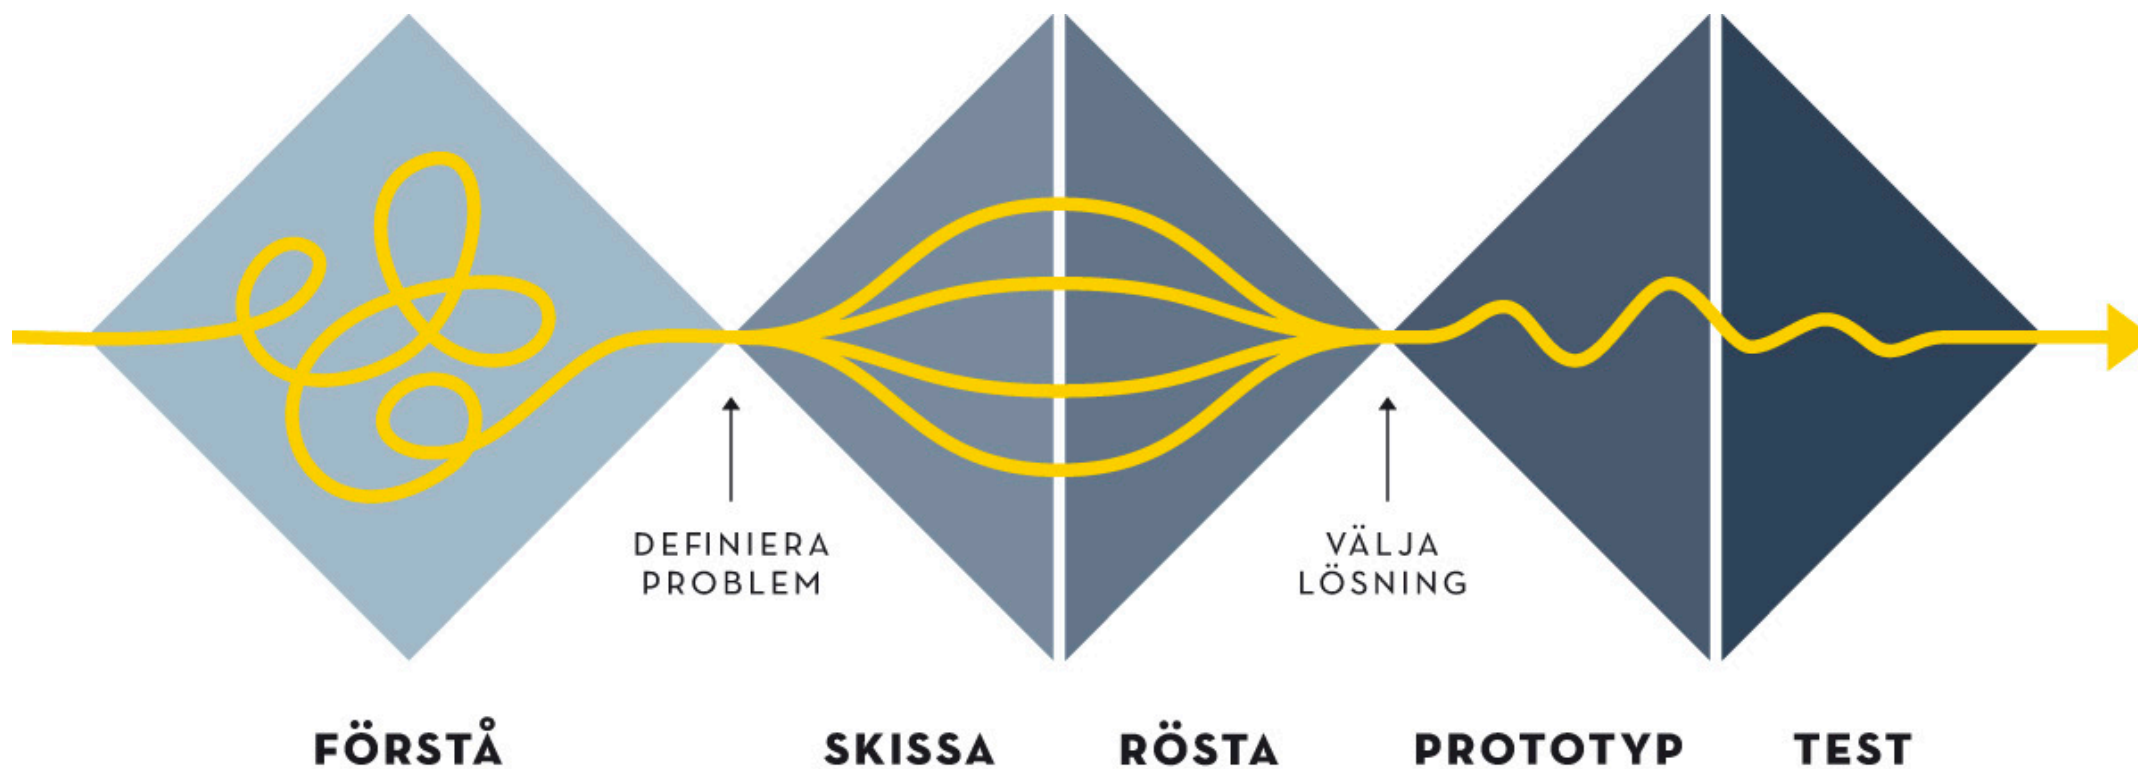 DEFINIERA
PROBLEM
VÄLJA
LÖSNING
FÖRSTÅ
SKISSA
RÖSTA
PROTOTYP
TEST